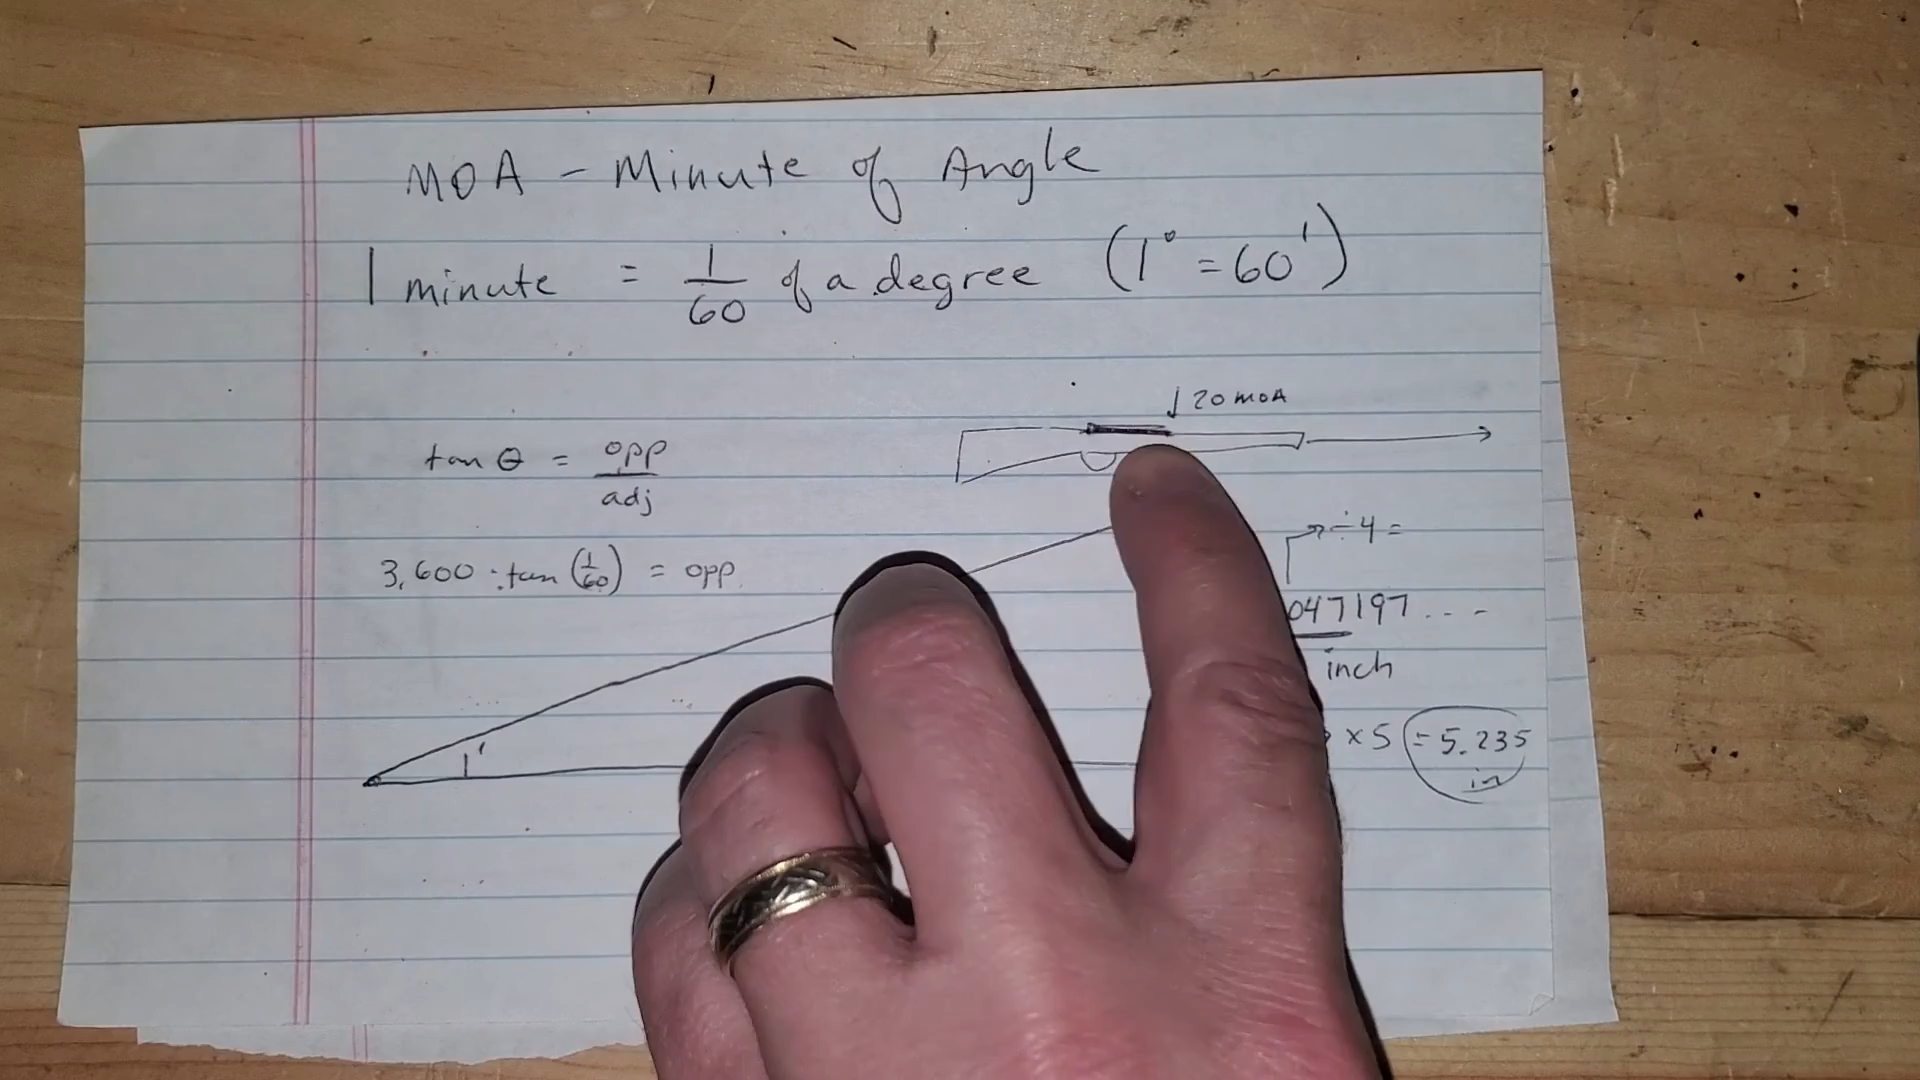 MOA - Minute of Angle
1 minute = 1/60 of a degree (1° = 60')
↓ 20 MOA
tan θ = opp/adj
→ ÷ 4 =
3,600 · tan (1/60) = opp.
047197...
inch
x 5 = 5.235
in
1'